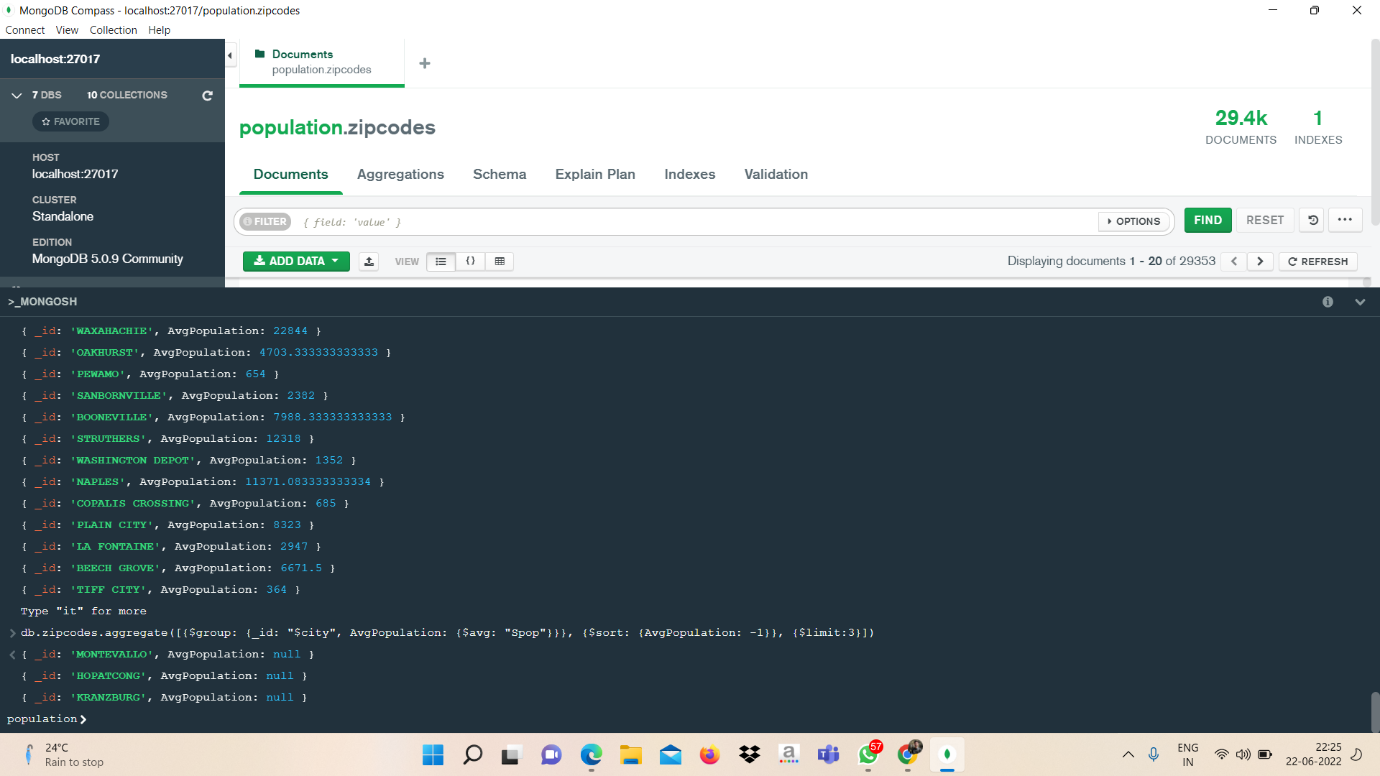 MongoDB Compass - localhost:27017/population.zipcodes
Connect View Collection Help
localhost:27017
Documents
population.zipcodes
7 DBS 10 COLLECTIONS
FAVORITE
population.zipcodes
29.4k
DOCUMENTS
1
INDEXES
HOST
localhost:27017
Documents Aggregations Schema Explain Plan Indexes Validation
CLUSTER
Standalone
FILTER { field: 'value' } OPTIONS FIND RESET
EDITION
MongoDB 5.0.9 Community
ADD DATA VIEW {} Displaying documents 1 - 20 of 29353 REFRESH
>_MONGOSH
{ _id: 'WAXAHACHIE', AvgPopulation: 22844 }
{ _id: 'OAKHURST', AvgPopulation: 4703.333333333333 }
{ _id: 'PEWAMO', AvgPopulation: 654 }
{ _id: 'SANBORNVILLE', AvgPopulation: 2382 }
{ _id: 'BOONEVILLE', AvgPopulation: 7988.333333333333 }
{ _id: 'STRUTHERS', AvgPopulation: 12318 }
{ _id: 'WASHINGTON DEPOT', AvgPopulation: 1352 }
{ _id: 'NAPLES', AvgPopulation: 11371.083333333334 }
{ _id: 'COPALIS CROSSING', AvgPopulation: 685 }
{ _id: 'PLAIN CITY', AvgPopulation: 8323 }
{ _id: 'LA FONTAINE', AvgPopulation: 2947 }
{ _id: 'BEECH GROVE', AvgPopulation: 6671.5 }
{ _id: 'TIFF CITY', AvgPopulation: 364 }
Type "it" for more
db.zipcodes.aggregate([{$group: {_id: "$city", AvgPopulation: {$avg: "Spop"}}}, {$sort: {AvgPopulation: -1}}, {$limit:3}])
{ _id: 'MONTEVALLO', AvgPopulation: null }
{ _id: 'HOPATCONG', AvgPopulation: null }
{ _id: 'KRANZBURG', AvgPopulation: null }
population>
24°C
Rain to stop
57
ENG
IN
22:25
22-06-2022